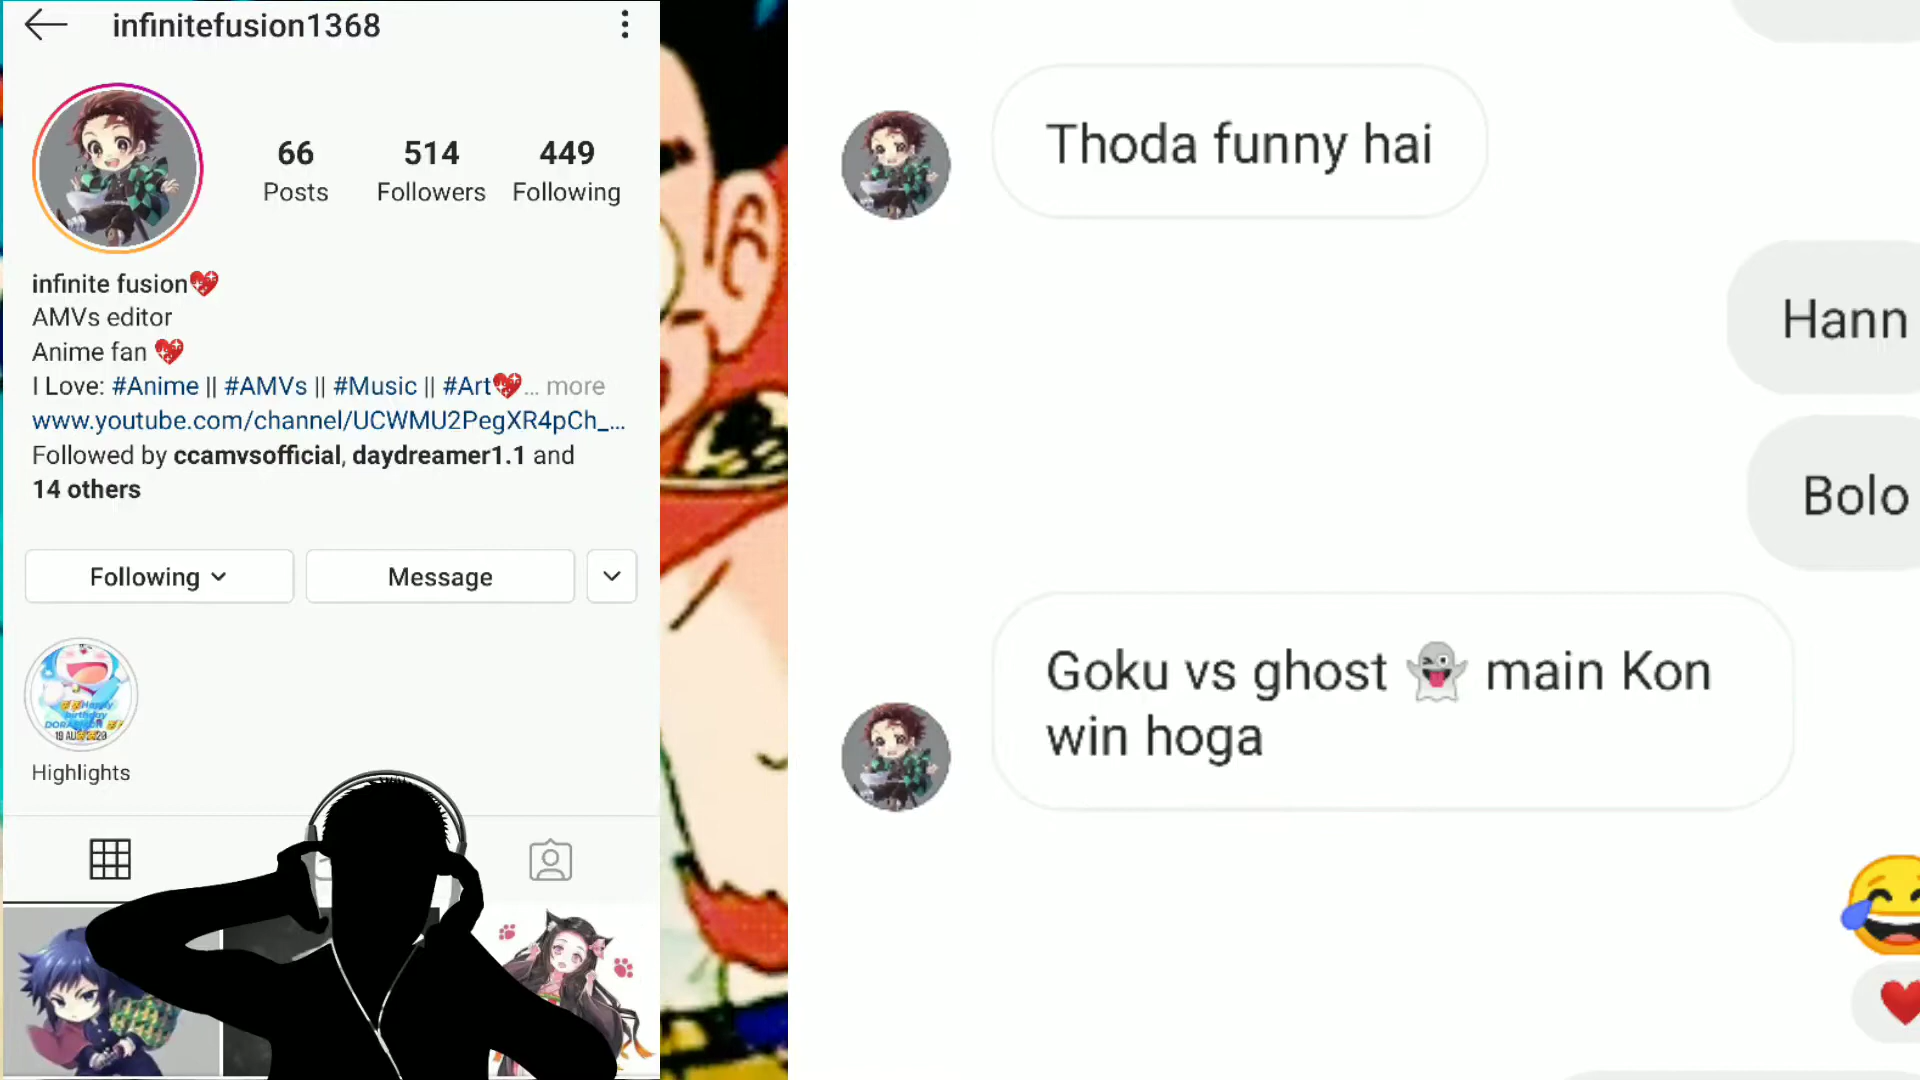 infinitefusion1368
66
Posts
514
Followers
449
Following
infinite fusion💖
AMVs editor
Anime fan 💖
I Love: #Anime || #AMVs || #Music || #Art💖... more
www.youtube.com/channel/UCWMU2PegXR4pCh_...
Followed by ccamvsofficial, daydreamer1.1 and
14 others
Following
Message
Happy
birthday
Highlights
Thoda funny hai
Hann
Bolo
Goku vs ghost 👻 main Kon
win hoga